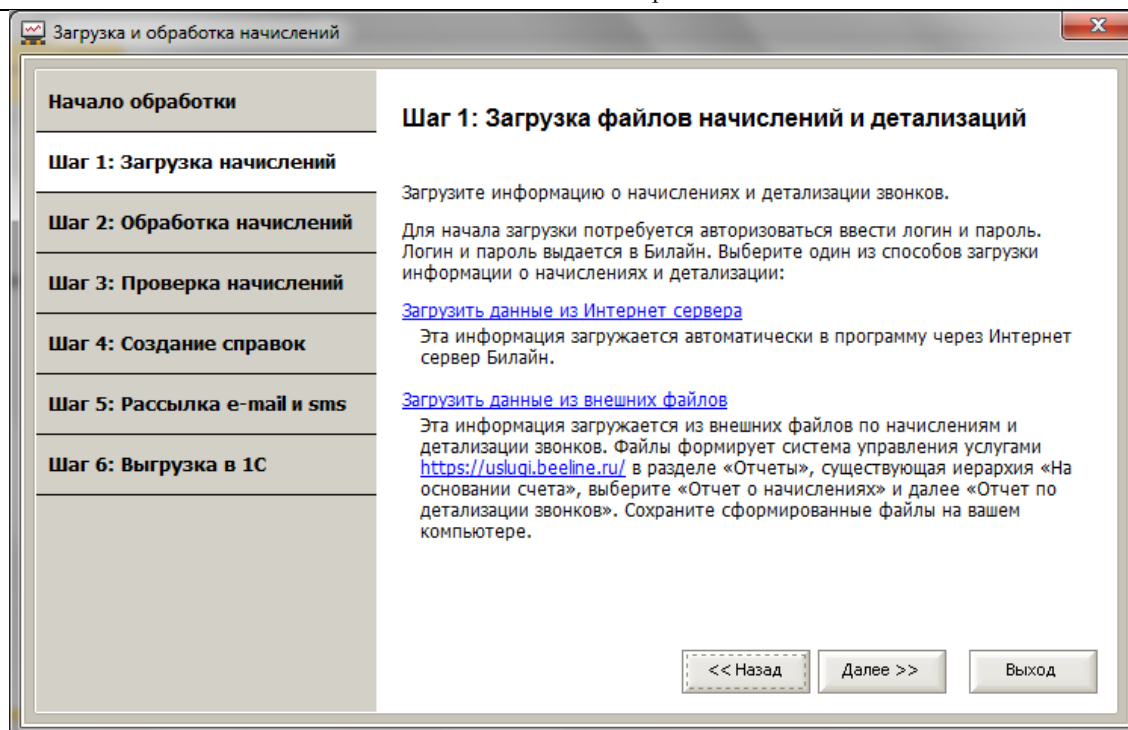 Загрузка и обработка начислений
Начало обработки
Шаг 1: Загрузка начислений
Шаг 2: Обработка начислений
Шаг 3: Проверка начислений
Шаг 4: Создание справок
Шаг 5: Рассылка e-mail и sms
Шаг 6: Выгрузка в 1С
Шаг 1: Загрузка файлов начислений и детализаций
Загрузите информацию о начислениях и детализации звонков.
Для начала загрузки потребуется авторизоваться ввести логин и пароль.
Логин и пароль выдается в Билайн. Выберите один из способов загрузки
информации о начислениях и детализации:
Загрузить данные из Интернет сервера
Эта информация загружается автоматически в программу через Интернет
сервер Билайн.
Загрузить данные из внешних файлов
Эта информация загружается из внешних файлов по начислениям и
детализации звонков. Файлы формирует система управления услугами
https://uslugi.beeline.ru/ в разделе «Отчеты», существующая иерархия «На
основании счета», выберите «Отчет о начислениях» и далее «Отчет по
детализации звонков». Сохраните сформированные файлы на вашем
компьютере.
<< Назад
Далее >>
Выход